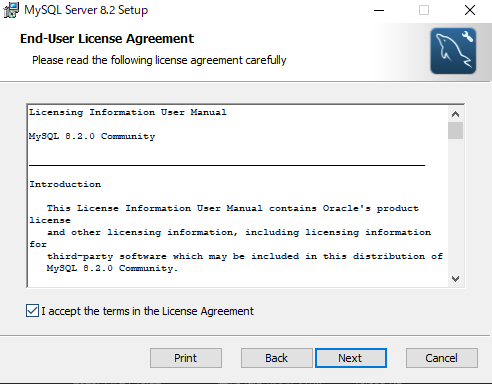 MySQL Server 8.2 Setup
End-User License Agreement
Please read the following license agreement carefully
Licensing Information User Manual
MySQL 8.2.0 Community
Introduction
This License Information User Manual contains Oracle's product
license
and other licensing information, including licensing information
for
third-party software which may be included in this distribution of
MySQL 8.2.0 Community.
I accept the terms in the License Agreement
Print
Back
Next
Cancel